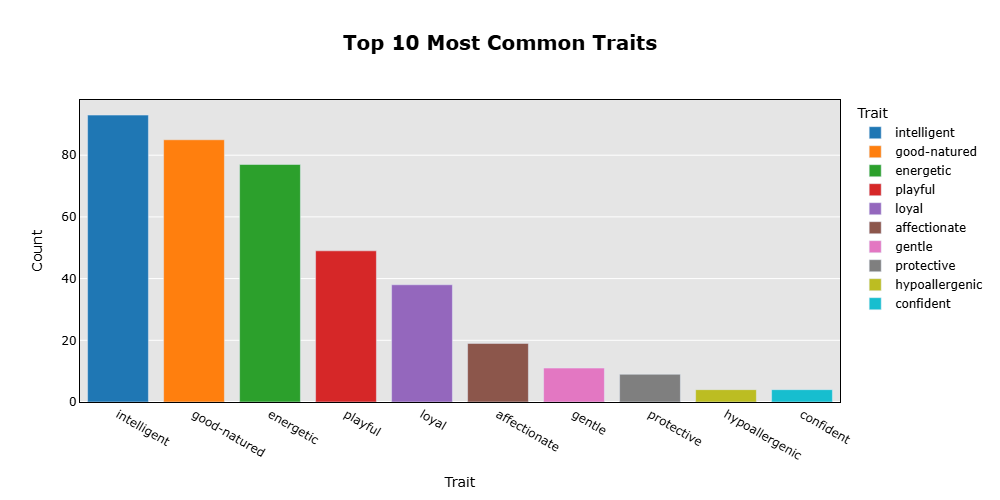 Top 10 Most Common Traits
Trait
intelligent
good-natured
energetic
playful
loyal
affectionate
gentle
protective
hypoallergenic
confident
Count
80
60
40
20
0
intelligent
good-natured
energetic
playful
loyal
affectionate
gentle
protective
hypoallergenic
confident
Trait